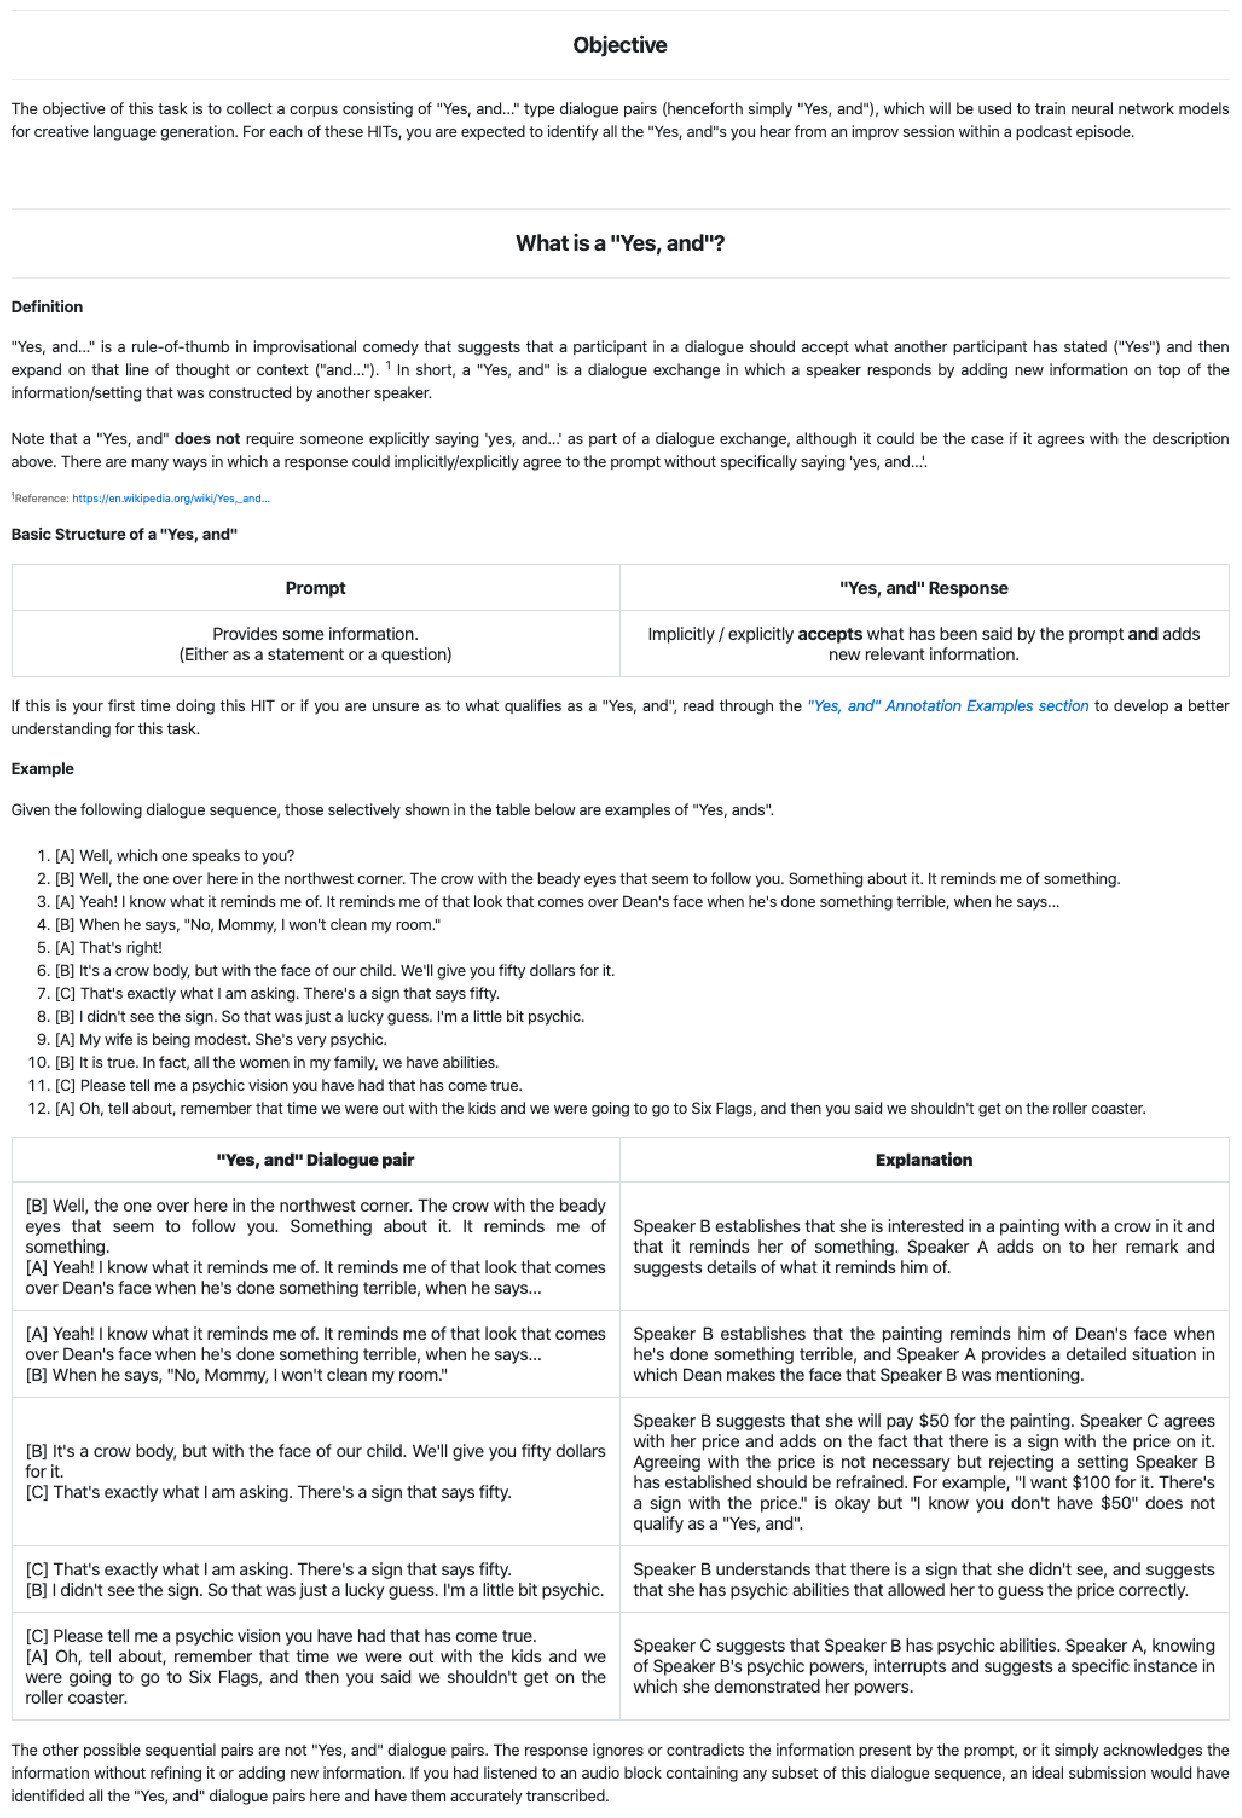 Objective
The objective of this task is to collect a corpus consisting of "Yes, and..." type dialogue pairs (henceforth simply "Yes, and"), which will be used to train neural network models
for creative language generation. For each of these HITs, you are expected to identify all the "Yes, and"s you hear from an improv session within a podcast episode.
What is a "Yes, and"?
Definition
"Yes, and..." is a rule-of-thumb in improvisational comedy that suggests that a participant in a dialogue should accept what another participant has stated ("Yes") and then
expand on that line of thought or context ("and..."). 1 In short, a "Yes, and" is a dialogue exchange in which a speaker responds by adding new information on top of the
information/setting that was constructed by another speaker.
Note that a "Yes, and" does not require someone explicitly saying 'yes, and...' as part of a dialogue exchange, although it could be the case if it agrees with the description
above. There are many ways in which a response could implicitly/explicitly agree to the prompt without specifically saying 'yes, and...'.
1Reference: https://en.wikipedia.org/wiki/Yes,_and...
Basic Structure of a "Yes, and"
Prompt
"Yes, and" Response
Provides some information.
(Either as a statement or a question)
Implicitly / explicitly accepts what has been said by the prompt and adds
new relevant information.
If this is your first time doing this HIT or if you are unsure as to what qualifies as a "Yes, and", read through the "Yes, and" Annotation Examples section to develop a better
understanding for this task.
Example
Given the following dialogue sequence, those selectively shown in the table below are examples of "Yes, ands".
1. [A] Well, which one speaks to you?
2. [B] Well, the one over here in the northwest corner. The crow with the beady eyes that seem to follow you. Something about it. It reminds me of something.
3. [A] Yeah! I know what it reminds me of. It reminds me of that look that comes over Dean's face when he's done something terrible, when he says...
4. [B] When he says, "No, Mommy, I won't clean my room."
5. [A] That's right!
6. [B] It's a crow body, but with the face of our child. We'll give you fifty dollars for it.
7. [C] That's exactly what I am asking. There's a sign that says fifty.
8. [B] I didn't see the sign. So that was just a lucky guess. I'm a little bit psychic.
9. [A] My wife is being modest. She's very psychic.
10. [B] It is true. In fact, all the women in my family, we have abilities.
11. [C] Please tell me a psychic vision you have had that has come true.
12. [A] Oh, tell about, remember that time we were out with the kids and we were going to go to Six Flags, and then you said we shouldn't get on the roller coaster.
"Yes, and" Dialogue pair
Explanation
[B] Well, the one over here in the northwest corner. The crow with the beady
eyes that seem to follow you. Something about it. It reminds me of
something.
[A] Yeah! I know what it reminds me of. It reminds me of that look that comes
over Dean's face when he's done something terrible, when he says...
Speaker B establishes that she is interested in a painting with a crow in it and
that it reminds her of something. Speaker A adds on to her remark and
suggests details of what it reminds him of.
[A] Yeah! I know what it reminds me of. It reminds me of that look that comes
over Dean's face when he's done something terrible, when he says...
[B] When he says, "No, Mommy, I won't clean my room."
Speaker B establishes that the painting reminds him of Dean's face when
he's done something terrible, and Speaker A provides a detailed situation in
which Dean makes the face that Speaker B was mentioning.
[B] It's a crow body, but with the face of our child. We'll give you fifty dollars
for it.
[C] That's exactly what I am asking. There's a sign that says fifty.
Speaker B suggests that she will pay $50 for the painting. Speaker C agrees
with her price and adds on the fact that there is a sign with the price on it.
Agreeing with the price is not necessary but rejecting a setting Speaker B
has established should be refrained. For example, "I want $100 for it. There's
a sign with the price." is okay but "I know you don't have $50" does not
qualify as a "Yes, and".
[C] That's exactly what I am asking. There's a sign that says fifty.
[B] I didn't see the sign. So that was just a lucky guess. I'm a little bit psychic.
Speaker B understands that there is a sign that she didn't see, and suggests
that she has psychic abilities that allowed her to guess the price correctly.
[C] Please tell me a psychic vision you have had that has come true.
[A] Oh, tell about, remember that time we were out with the kids and we
were going to go to Six Flags, and then you said we shouldn't get on the
roller coaster.
Speaker C suggests that Speaker B has psychic abilities. Speaker A, knowing
of Speaker B's psychic powers, interrupts and suggests a specific instance in
which she demonstrated her powers.
The other possible sequential pairs are not "Yes, and" dialogue pairs. The response ignores or contradicts the information present by the prompt, or it simply acknowledges the
information without refining it or adding new information. If you had listened to an audio block containing any subset of this dialogue sequence, an ideal submission would have
identifided all the "Yes, and" dialogue pairs here and have them accurately transcribed.